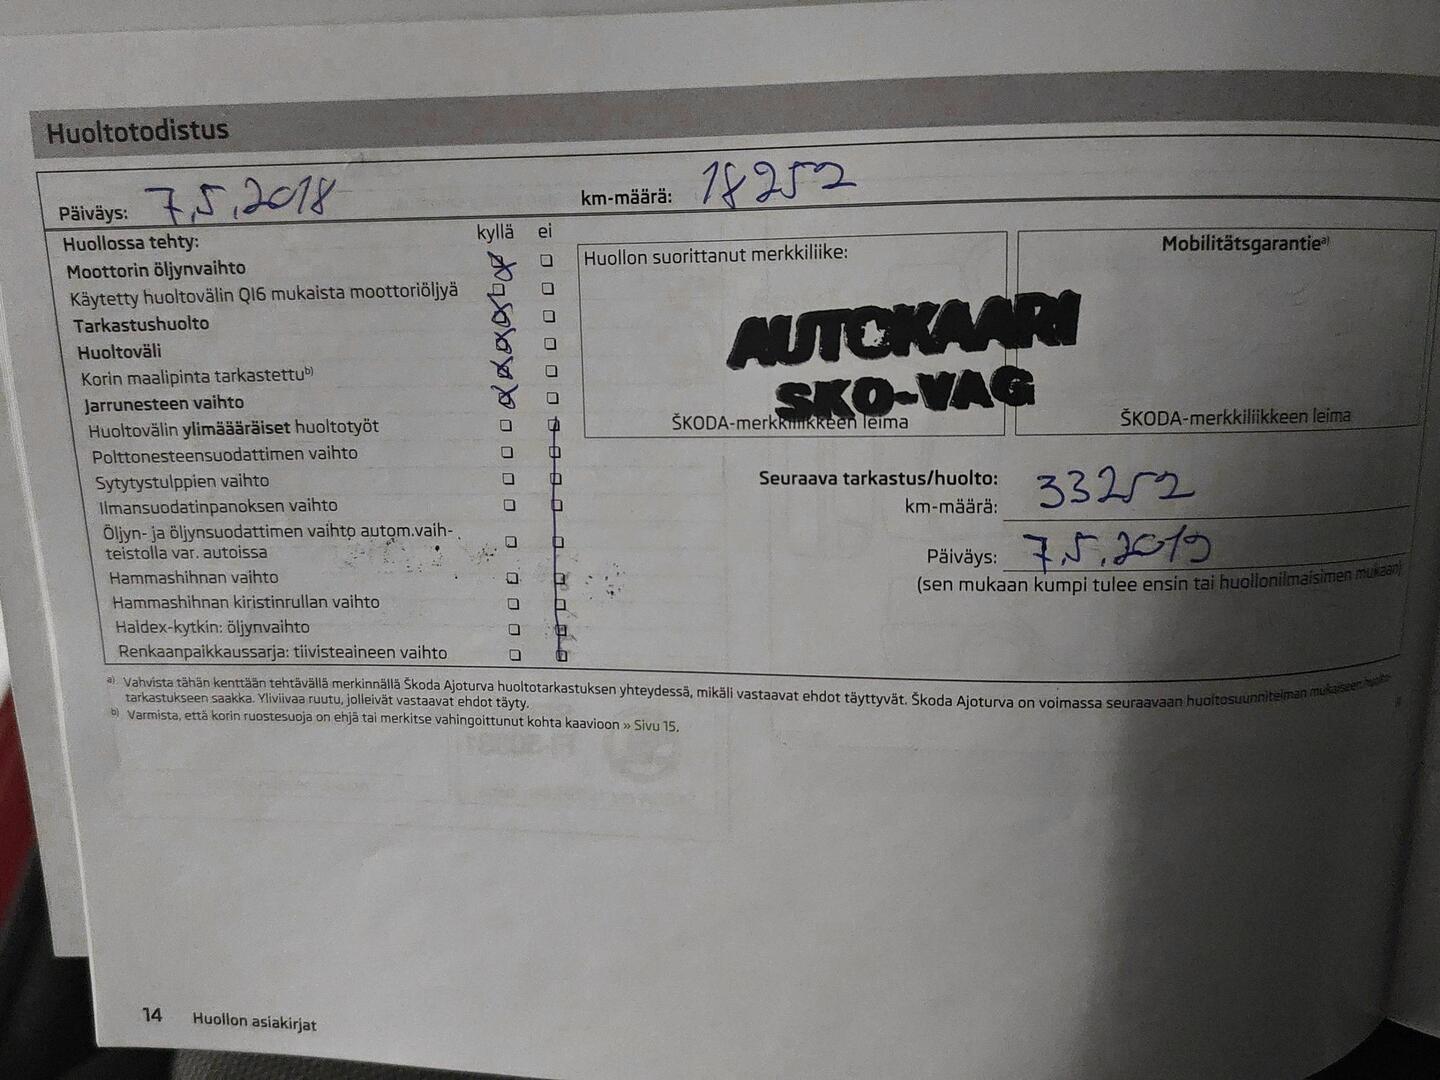 Huoltotodistus
Päiväys: 7.5.2018 km-määrä: 18252
Huollossa tehty: kyllä ei
Moottorin öljynvaihto
Käytetty huoltovälin QI6 mukaista moottoriöljyä
Tarkastushuolto
Huoltoväli
Korin maalipinta tarkastettu b)
Jarrunesteen vaihto
Huoltovälin ylimääräiset huoltotyöt
Polttonesteensuodattimen vaihto
Sytytystulppien vaihto
Ilmansuodatinpanoksen vaihto
Öljyn- ja öljynsuodattimen vaihto autom.vaih-
teistolla var. autoissa
Hammashihnan vaihto
Hammashihnan kiristinrullan vaihto
Haldex-kytkin: öljynvaihto
Renkaanpaikkaussarja: tiivisteaineen vaihto
Huollon suorittanut merkkiliike:
AUTOKAARI
SKO-VAG
ŠKODA-merkkiliikkeen leima
Mobilitätsgarantie a)
ŠKODA-merkkiliikkeen leima
Seuraava tarkastus/huolto:
km-määrä: 33252
Päiväys: 7.5.2019
(sen mukaan kumpi tulee ensin tai huollonilmaisimen mukaan)
a) Vahvista tähän kenttään tehtävällä merkinnällä Škoda Ajoturva huoltotarkastuksen yhteydessä, mikäli vastaavat ehdot täyttyvät. Škoda Ajoturva on voimassa seuraavaan huoltosuunnitelman mukaiseen huolto-
tarkastukseen saakka. Yliviivaa ruutu, jolleivät vastaavat ehdot täyty.
b) Varmista, että korin ruostesuoja on ehjä tai merkitse vahingoittunut kohta kaavioon » Sivu 15.
14 Huollon asiakirjat